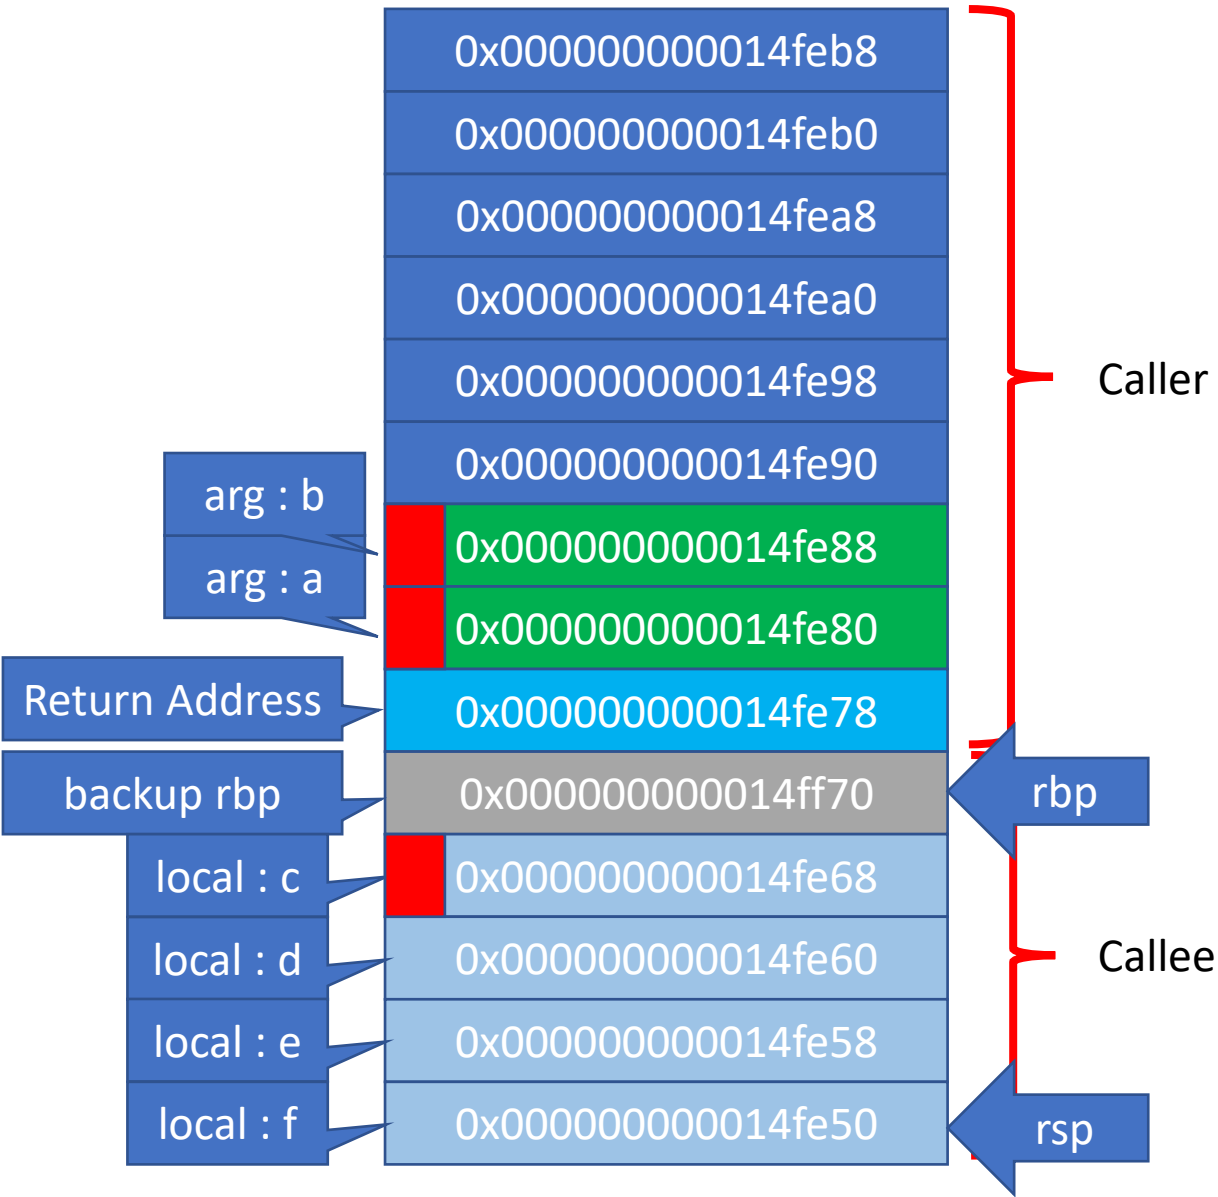 0x000000000014feb8
0x000000000014feb0
0x000000000014fea8
0x000000000014fea0
0x000000000014fe98
Caller
0x000000000014fe90
arg : b
0x000000000014fe88
arg : a
0x000000000014fe80
Return Address
0x000000000014fe78
backup rbp
0x000000000014ff70
rbp
local : c
0x000000000014fe68
local : d
0x000000000014fe60
Callee
local : e
0x000000000014fe58
local : f
0x000000000014fe50
rsp